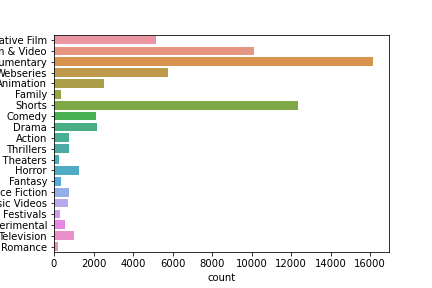 ative Film
n & Video
umentary
Webseries
Animation
Family
Shorts
Comedy
Drama
Action
Thrillers
Theaters
Horror
Fantasy
ce Fiction
sic Videos
Festivals
erimental
Television
Romance
0 2000 4000 6000 8000 10000 12000 14000 16000
count